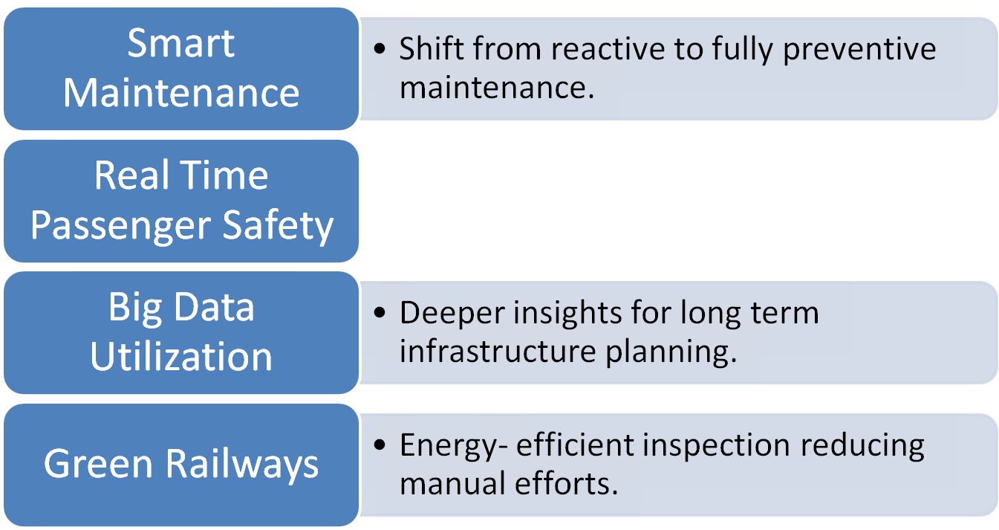 Smart
Maintenance
• Shift from reactive to fully preventive
maintenance.
Real Time
Passenger Safety
Big Data
Utilization
• Deeper insights for long term
infrastructure planning.
Green Railways
• Energy- efficient inspection reducing
manual efforts.